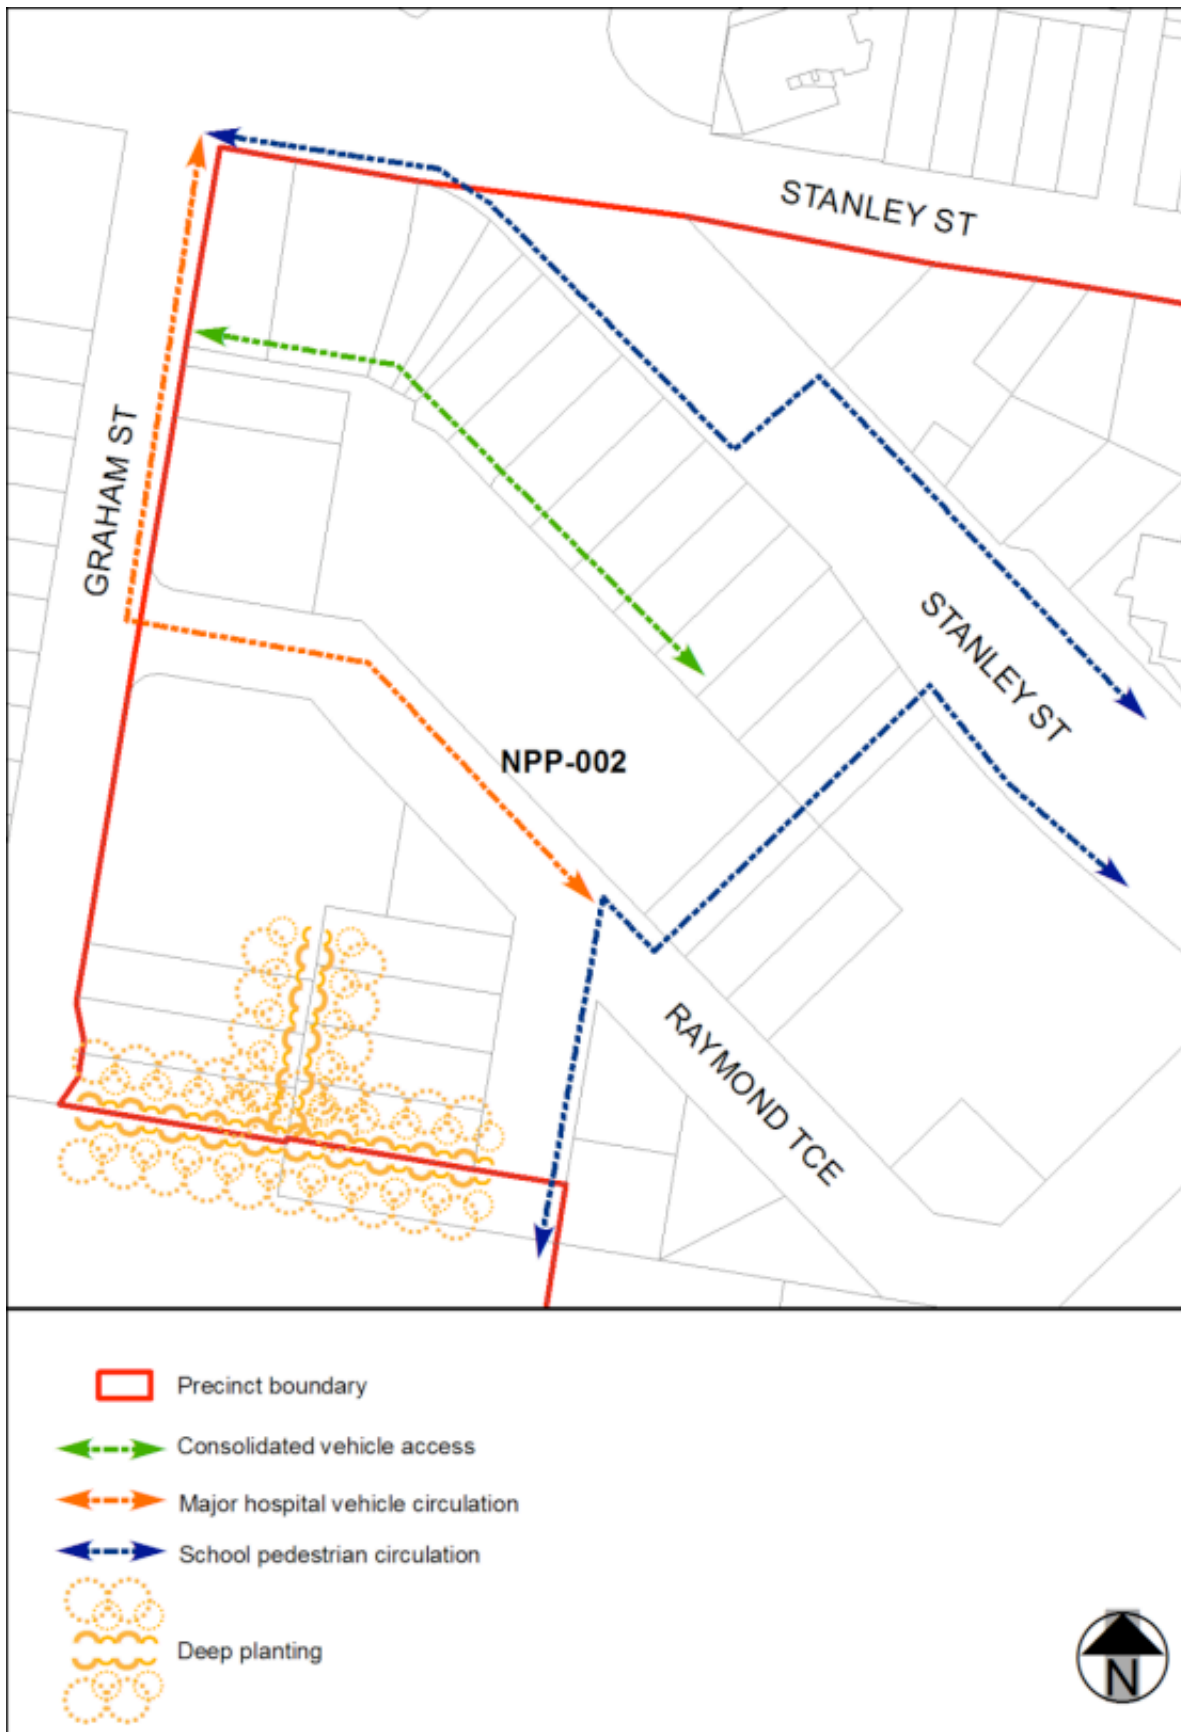 STANLEY ST
GRAHAM ST
STANLEY ST
NPP-002
RAYMOND TCE
Precinct boundary
Consolidated vehicle access
Major hospital vehicle circulation
School pedestrian circulation
Deep planting
N